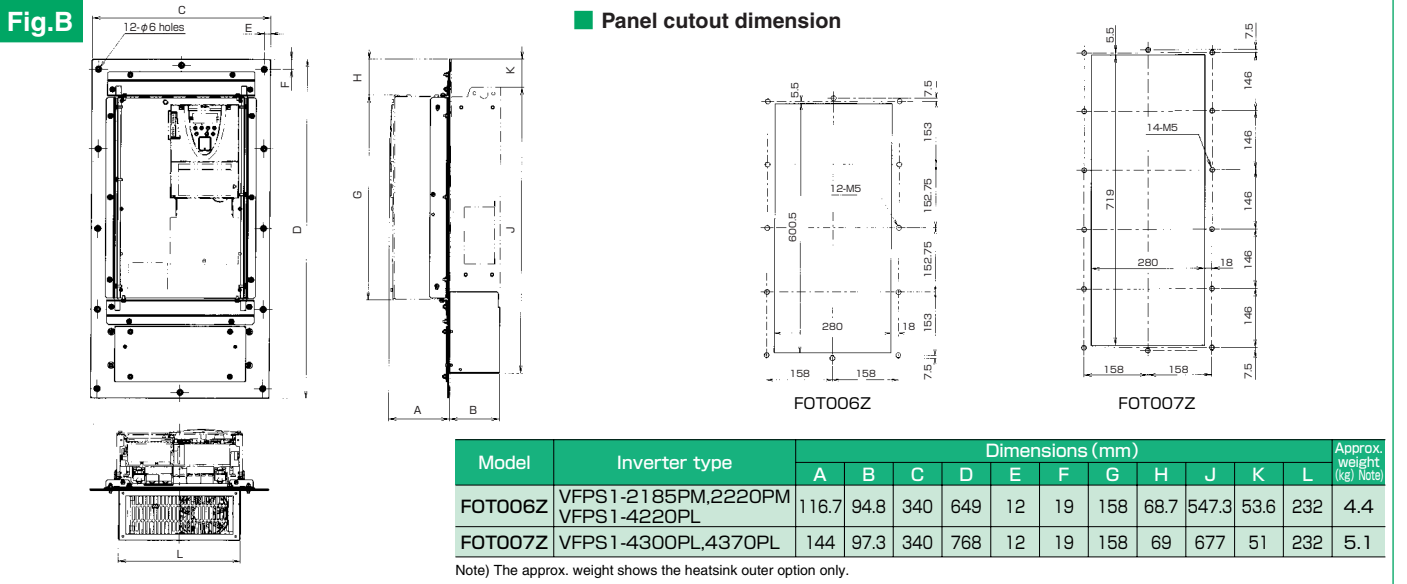 Fig.B
■ Panel cutout dimension
C
12-φ6 holes
E
F
D
H
K
G
J
A
B
L
5.5
7.5
153
152.75
12-M5
600.5
152.75
280
18
153
7.5
158
158
FOT006Z
5.5
7.5
146
14-M5
146
719
146
146
280
18
146
146
7.5
158
158
FOT007Z
Model Inverter type Dimensions (mm) Approx. weight (kg) Note)
A B C D E F G H J K L
FOT006Z VFPS1-2185PM,2220PM 116.7 94.8 340 649 12 19 158 68.7 547.3 53.6 232 4.4
VFPS1-4220PL
FOT007Z VFPS1-4300PL,4370PL 144 97.3 340 768 12 19 158 69 677 51 232 5.1
Note) The approx. weight shows the heatsink outer option only.